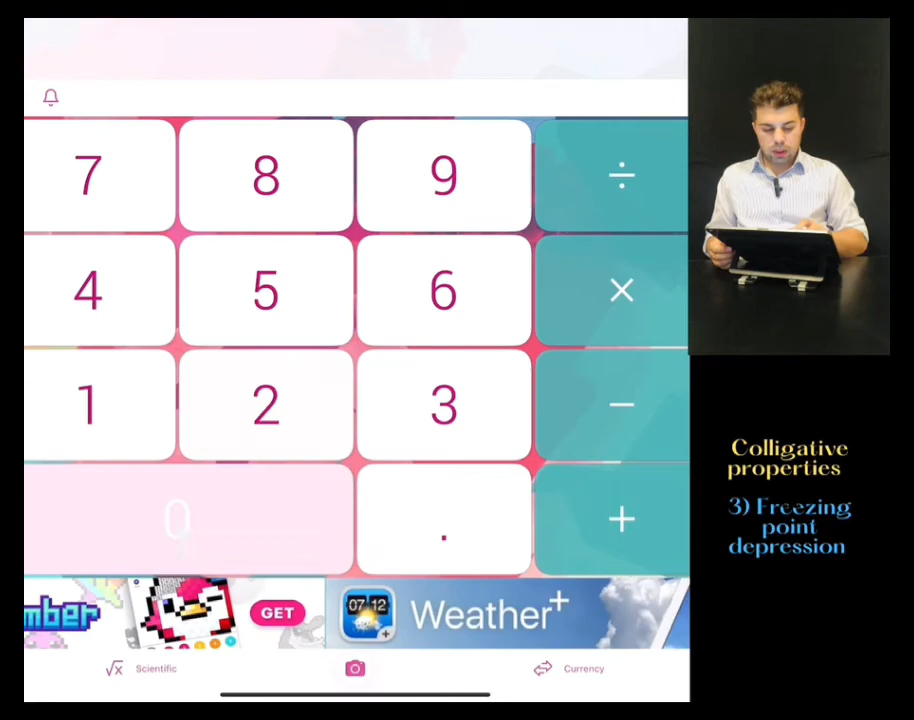 7 8 9 ÷
4 5 6 ×
1 2 3 −
0 . +
mber
GET
07 12
Weather+
√x Scientific
Currency
Colligative
properties
3) Freezing
point
depression